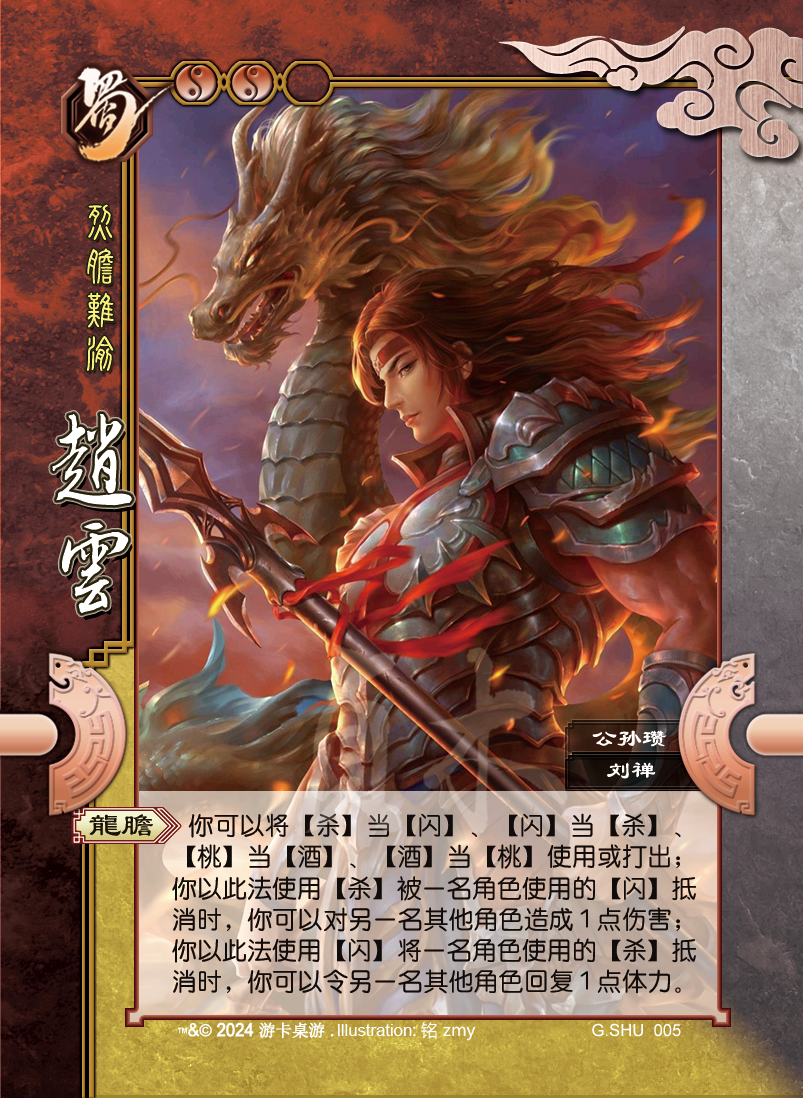 蜀
烈膽難渝
趙雲
公孙瓒
刘禅
龍膽
你可以将【杀】当【闪】、【闪】当【杀】、
【桃】当【酒】、【酒】当【桃】使用或打出；
你以此法使用【杀】被一名角色使用的【闪】抵
消时，你可以对另一名其他角色造成1点伤害；
你以此法使用【闪】将一名角色使用的【杀】抵
消时，你可以令另一名其他角色回复1点体力。
™&© 2024 游卡桌游 . Illustration: 铭 zmy
G.SHU 005